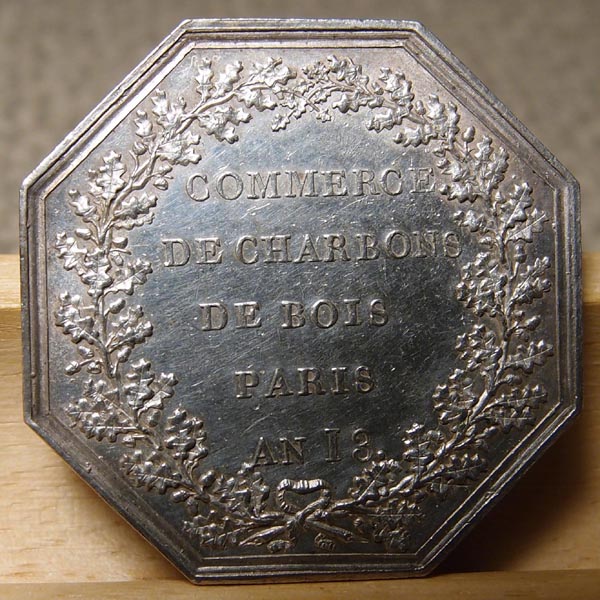 COMMERCE
DE CHARBONS
DE BOIS
PARIS
AN 13.